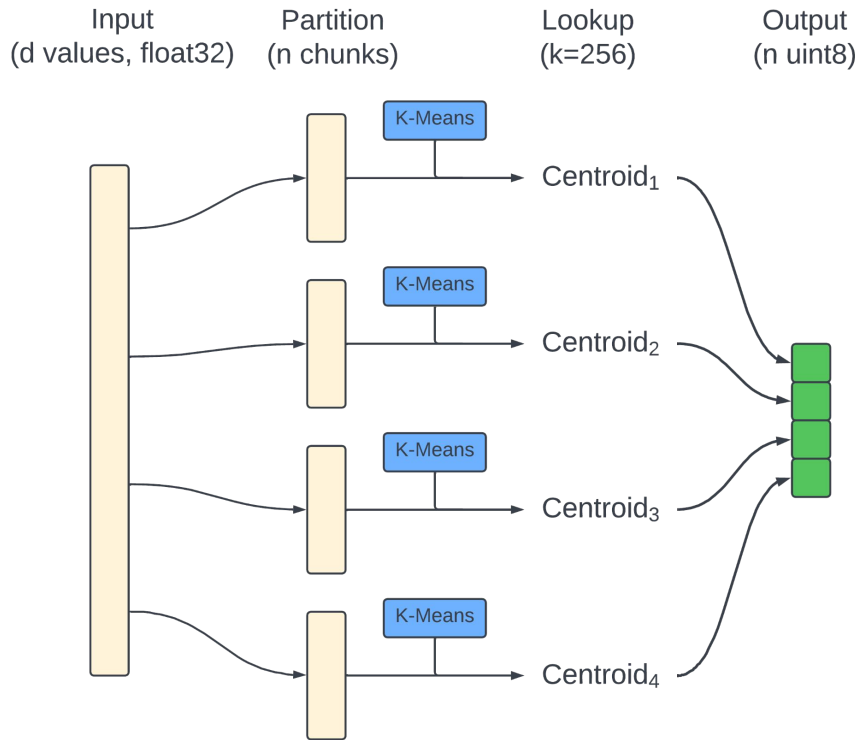 Input
(d values, float32)
Partition
(n chunks)
Lookup
(k=256)
Output
(n uint8)
K-Means
Centroid₁
K-Means
Centroid₂
K-Means
Centroid₃
K-Means
Centroid₄